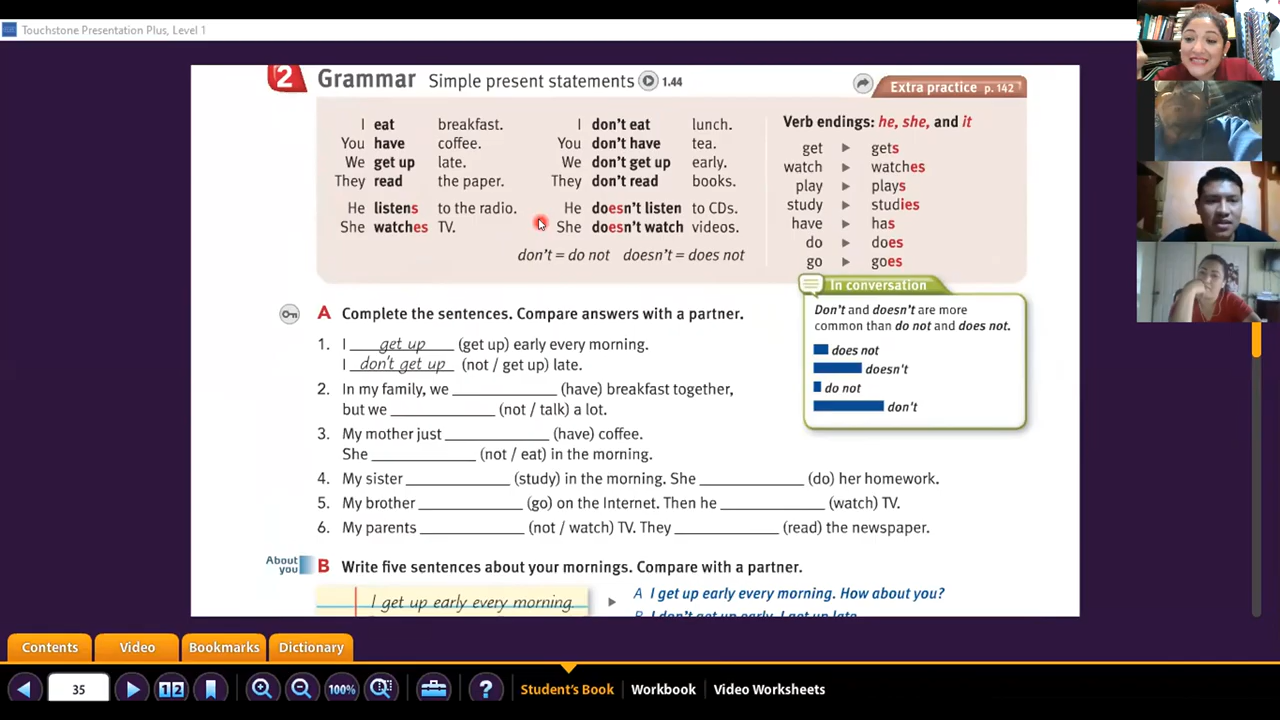 Touchstone Presentation Plus, Level 1
2 Grammar Simple present statements 1.44
Extra practice p. 142
I eat breakfast. I don't eat lunch.
You have coffee. You don't have tea.
We get up late. We don't get up early.
They read the paper. They don't read books.
He listens to the radio. He doesn't listen to CDs.
She watches TV. She doesn't watch videos.
don't = do not doesn't = does not
Verb endings: he, she, and it
get ▶ gets
watch ▶ watches
play ▶ plays
study ▶ studies
have ▶ has
do ▶ does
go ▶ goes
In conversation
Don't and doesn't are more
common than do not and does not.
does not
doesn't
do not
don't
A Complete the sentences. Compare answers with a partner.
1. I get up (get up) early every morning.
I don't get up (not / get up) late.
2. In my family, we ____________ (have) breakfast together,
but we ____________ (not / talk) a lot.
3. My mother just ____________ (have) coffee.
She ____________ (not / eat) in the morning.
4. My sister ____________ (study) in the morning. She ____________ (do) her homework.
5. My brother ____________ (go) on the Internet. Then he ____________ (watch) TV.
6. My parents ____________ (not / watch) TV. They ____________ (read) the newspaper.
About you
B Write five sentences about your mornings. Compare with a partner.
I get up early every morning.
A I get up early every morning. How about you?
B I don't get up early. I get up late.
Contents Video Bookmarks Dictionary
35 12 100% ? Student's Book Workbook Video Worksheets